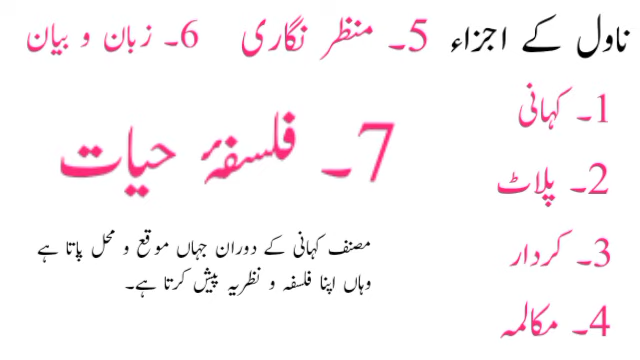 ناول کے اجزاء
1۔ کہانی
2۔ پلاٹ
3۔ کردار
4۔ مکالمہ
5۔ منظر نگاری
6۔ زبان و بیان
7۔ فلسفۂ حیات
مصنف کہانی کے دوران جہاں موقع و محل پاتا ہے
وہاں اپنا فلسفہ و نظریہ پیش کرتا ہے۔